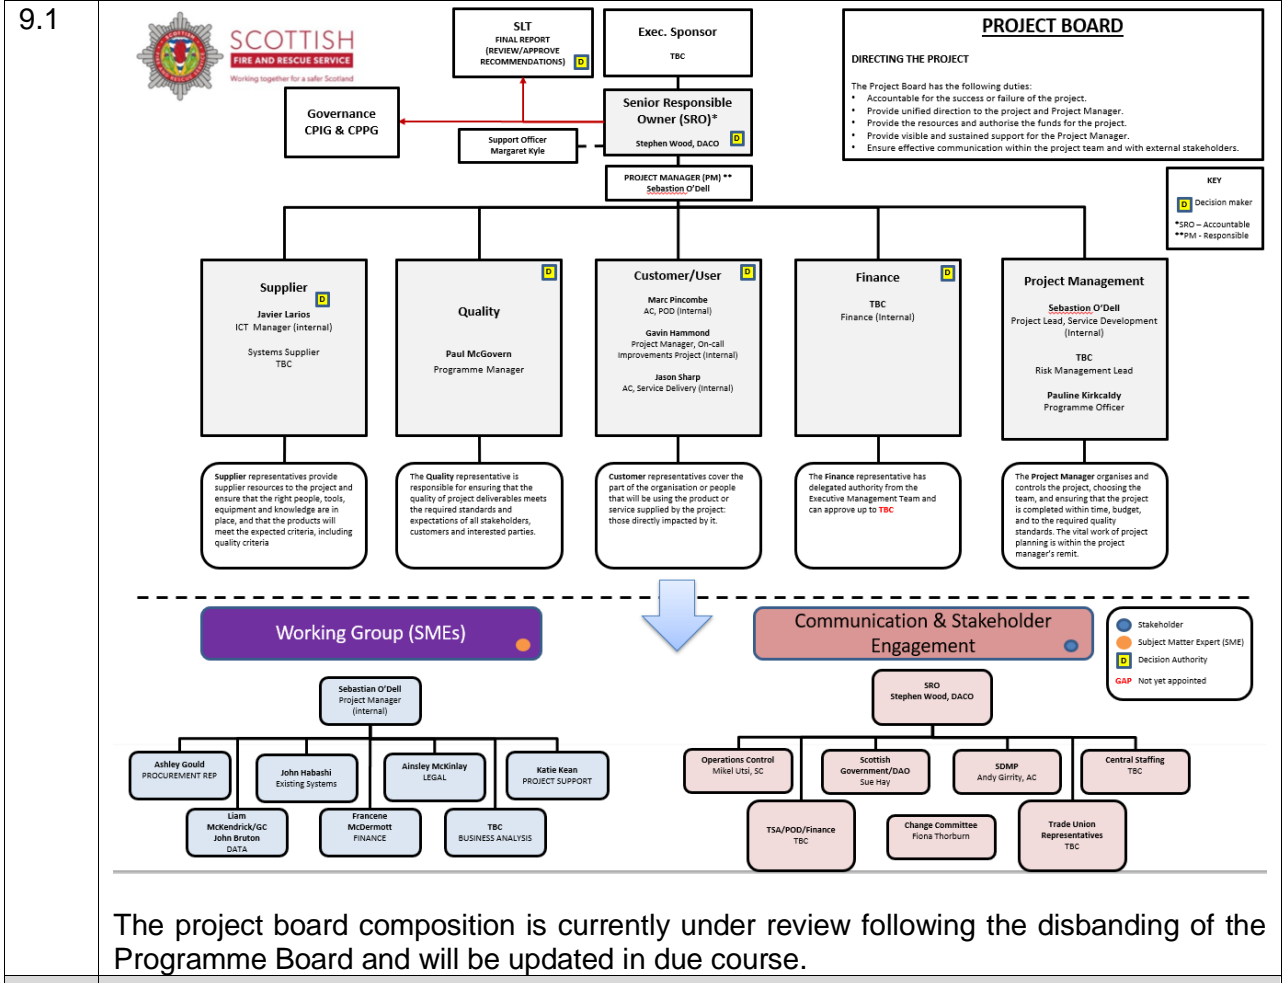 9.1
SCOTTISH
FIRE AND RESCUE SERVICE
Working together for a safer Scotland
SLT
FINAL REPORT
(REVIEW/APPROVE
RECOMMENDATIONS)
D
Exec. Sponsor
TBC
PROJECT BOARD
DIRECTING THE PROJECT
The Project Board has the following duties:
• Accountable for the success or failure of the project.
• Provide unified direction to the project and Project Manager.
• Provide the resources and authorise the funds for the project.
• Provide visible and sustained support for the Project Manager.
• Ensure effective communication within the project team and with external stakeholders.
Governance
CPIG & CPPG
Senior Responsible
Owner (SRO)*
Stephen Wood, DACO
D
Support Officer
Margaret Kyle
PROJECT MANAGER (PM) **
Sebastion O'Dell
KEY
D Decision maker
*SRO – Accountable
**PM - Responsible
Supplier
D
Javier Larios
ICT Manager (internal)
Systems Supplier
TBC
D
Quality
Paul McGovern
Programme Manager
Customer/User
D
Marc Pincombe
AC, POD (Internal)
Gavin Hammond
Project Manager, On-call
Improvements Project (Internal)
Jason Sharp
AC, Service Delivery (Internal)
Finance
D
TBC
Finance (Internal)
Project Management
Sebastion O'Dell
Project Lead, Service Development
(Internal)
TBC
Risk Management Lead
Pauline Kirkcaldy
Programme Officer
Supplier representatives provide
supplier resources to the project and
ensure that the right people, tools,
equipment and knowledge are in
place, and that the products will
meet the expected criteria, including
quality criteria
The Quality representative is
responsible for ensuring that the
quality of project deliverables meets
the required standards and
expectations of all stakeholders,
customers and interested parties.
Customer representatives cover the
part of the organisation or people
that will be using the product or
service supplied by the project:
those directly impacted by it.
The Finance representative has
delegated authority from the
Executive Management Team and
can approve up to TBC
The Project Manager organises and
controls the project, choosing the
team, and ensuring that the project
is completed within time, budget,
and to the required quality
standards. The vital work of project
planning is within the project
manager's remit.
Working Group (SMEs)
Communication & Stakeholder
Engagement
Stakeholder
Subject Matter Expert (SME)
D Decision Authority
GAP Not yet appointed
Sebastian O'Dell
Project Manager
(internal)
Ashley Gould
PROCUREMENT REP
John Habashi
Existing Systems
Ainsley McKinlay
LEGAL
Katie Kean
PROJECT SUPPORT
Liam
McKendrick/GC
John Bruton
DATA
Francene
McDermott
FINANCE
TBC
BUSINESS ANALYSIS
SRO
Stephen Wood, DACO
Operations Control
Mikel Utsi, SC
Scottish
Government/DAO
Sue Hay
SDMP
Andy Girrity, AC
Central Staffing
TBC
TSA/POD/Finance
TBC
Change Committee
Fiona Thorburn
Trade Union
Representatives
TBC
The project board composition is currently under review following the disbanding of the
Programme Board and will be updated in due course.